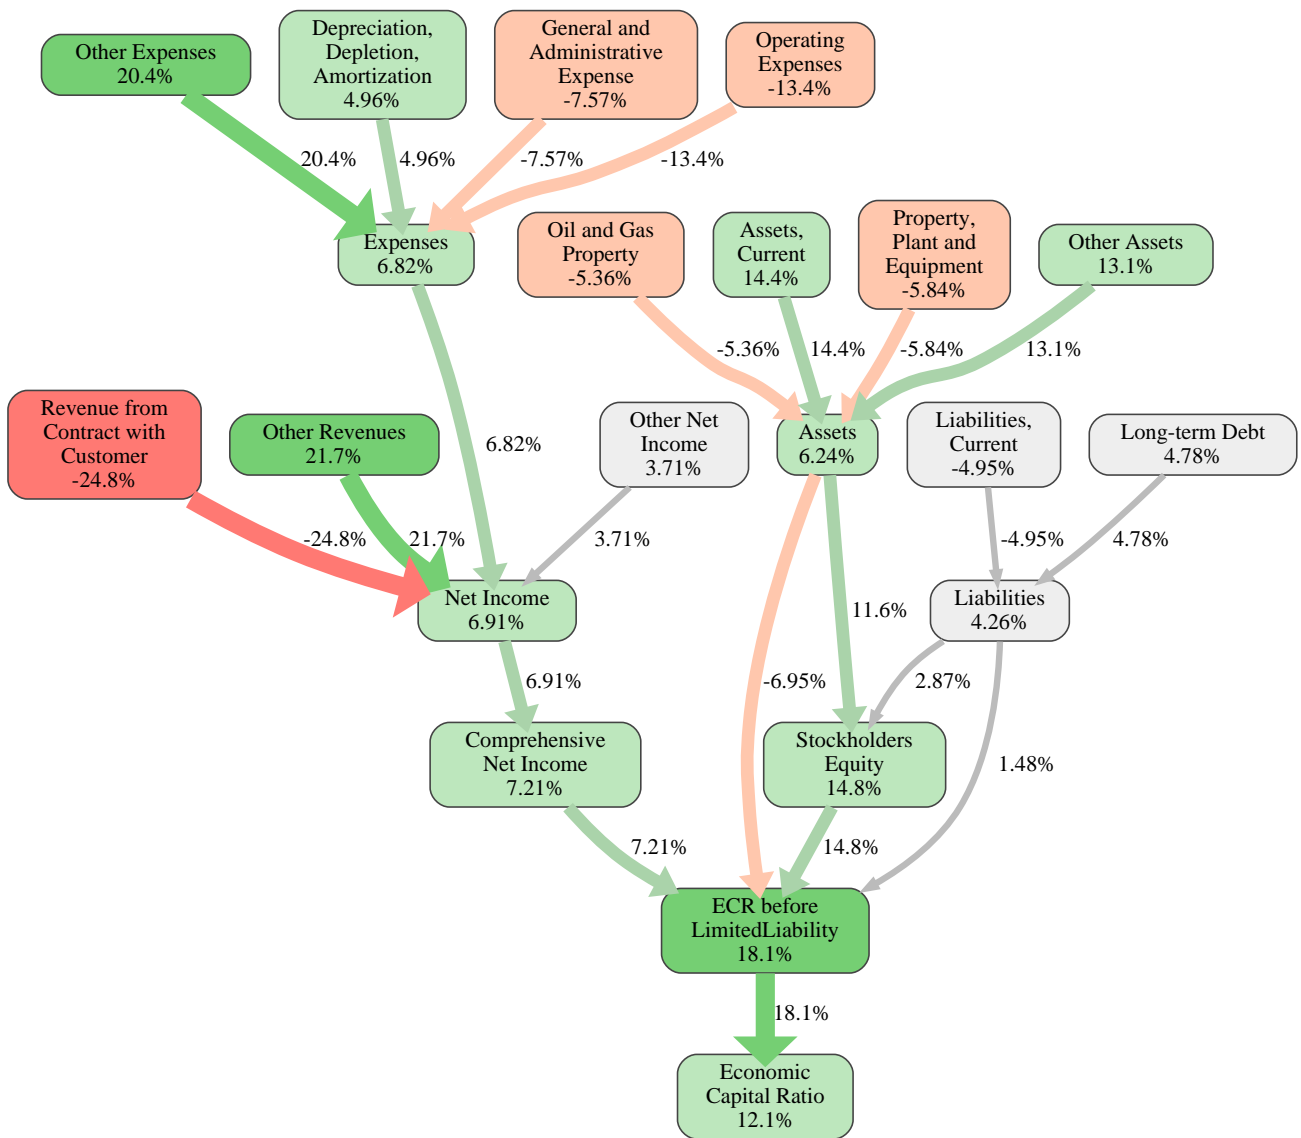 Other Expenses
20.4%
Depreciation,
Depletion,
Amortization
4.96%
General and
Administrative
Expense
-7.57%
Operating
Expenses
-13.4%
20.4%
4.96%
-7.57%
-13.4%
Expenses
6.82%
Oil and Gas
Property
-5.36%
Assets,
Current
14.4%
Property,
Plant and
Equipment
-5.84%
Other Assets
13.1%
-5.36%
14.4%
-5.84%
13.1%
Revenue from
Contract with
Customer
-24.8%
Other Revenues
21.7%
6.82%
Other Net
Income
3.71%
Assets
6.24%
Liabilities,
Current
-4.95%
Long-term Debt
4.78%
-24.8%
21.7%
3.71%
-4.95%
4.78%
Net Income
6.91%
11.6%
Liabilities
4.26%
6.91%
-6.95%
2.87%
Comprehensive
Net Income
7.21%
Stockholders
Equity
14.8%
1.48%
7.21%
14.8%
ECR before
LimitedLiability
18.1%
18.1%
Economic
Capital Ratio
12.1%